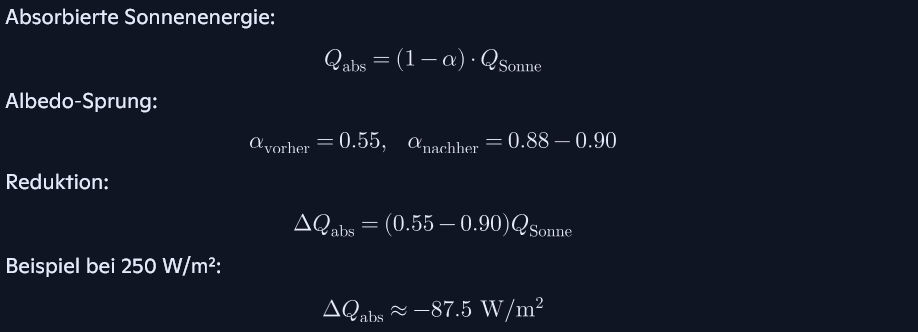 Absorbierte Sonnenenergie:
Q_abs = (1 − α) · Q_Sonne
Albedo-Sprung:
α_vorher = 0.55, α_nachher = 0.88 − 0.90
Reduktion:
ΔQ_abs = (0.55 − 0.90)Q_Sonne
Beispiel bei 250 W/m²:
ΔQ_abs ≈ −87.5 W/m²